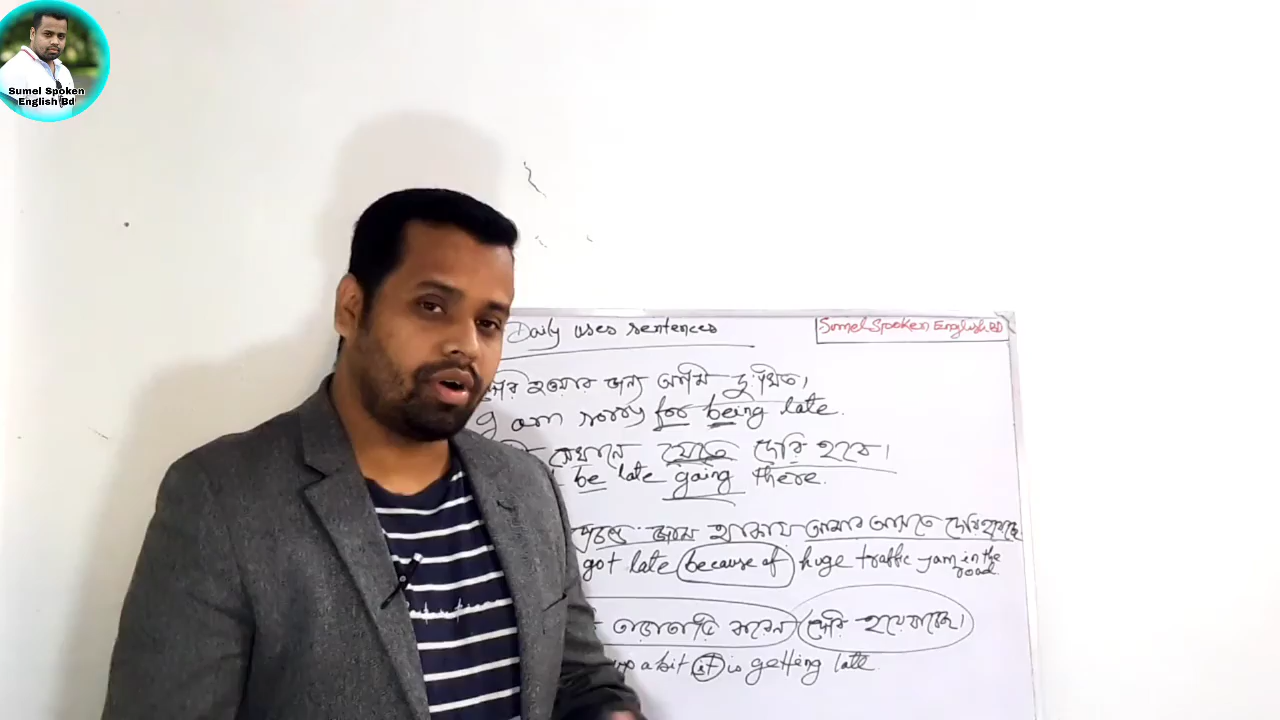 Sumel Spoken
English Bd
Daily uses sentences
Sumel Spoken English BD
হওয়ার জন্য আমি দুঃখিত।
I am sorry for being late.
সেখানে যেতে দেরি হবে।
be late going there.
প্রচন্ড জ্যাম থাকায় আমার আসতে দেরি হয়েছে
got late because of huge traffic jam in the
road.
তাড়াতাড়ি করেন দেরি হয়ে যাচ্ছে।
up a bit it is getting late.